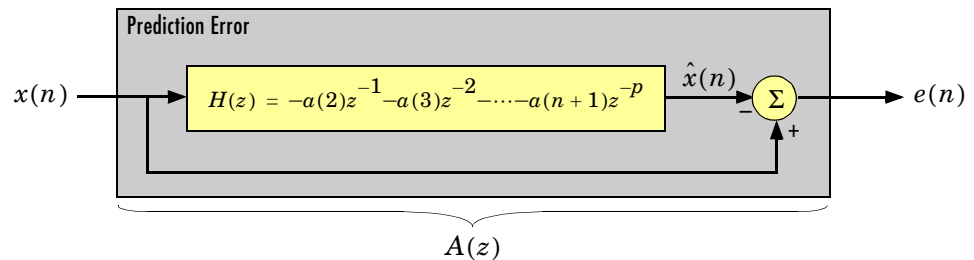 Prediction Error
x(n)
H(z) = –a(2)z⁻¹–a(3)z⁻²–⋯–a(n + 1)z⁻ᵖ
x̂(n)
–
Σ
+
e(n)
A(z)